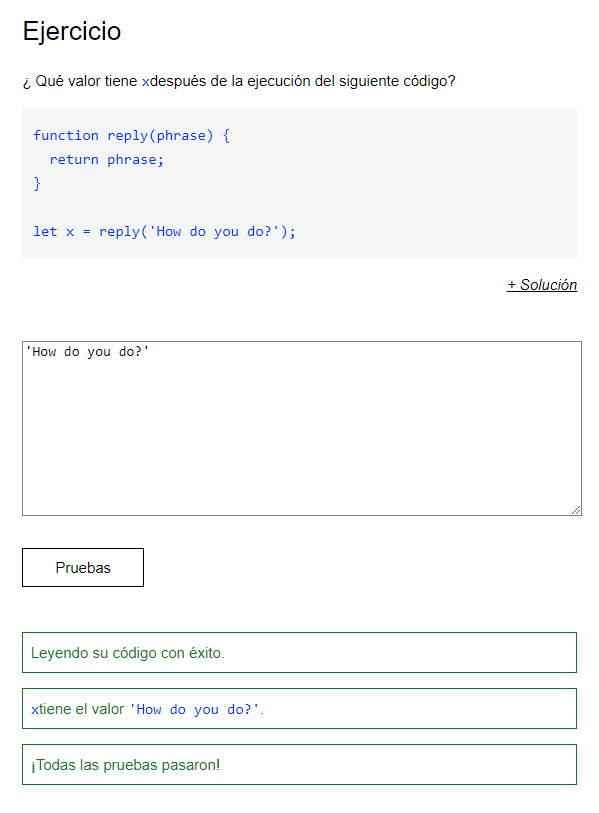 Ejercicio
¿ Qué valor tiene xdespués de la ejecución del siguiente código?
function reply(phrase) {
  return phrase;
}
let x = reply('How do you do?');
+ Solución
'How do you do?'
Pruebas
Leyendo su código con éxito.
xtiene el valor 'How do you do?'.
¡Todas las pruebas pasaron!